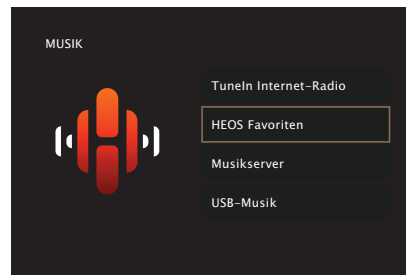 MUSIK
TuneIn Internet-Radio
HEOS Favoriten
Musikserver
USB-Musik